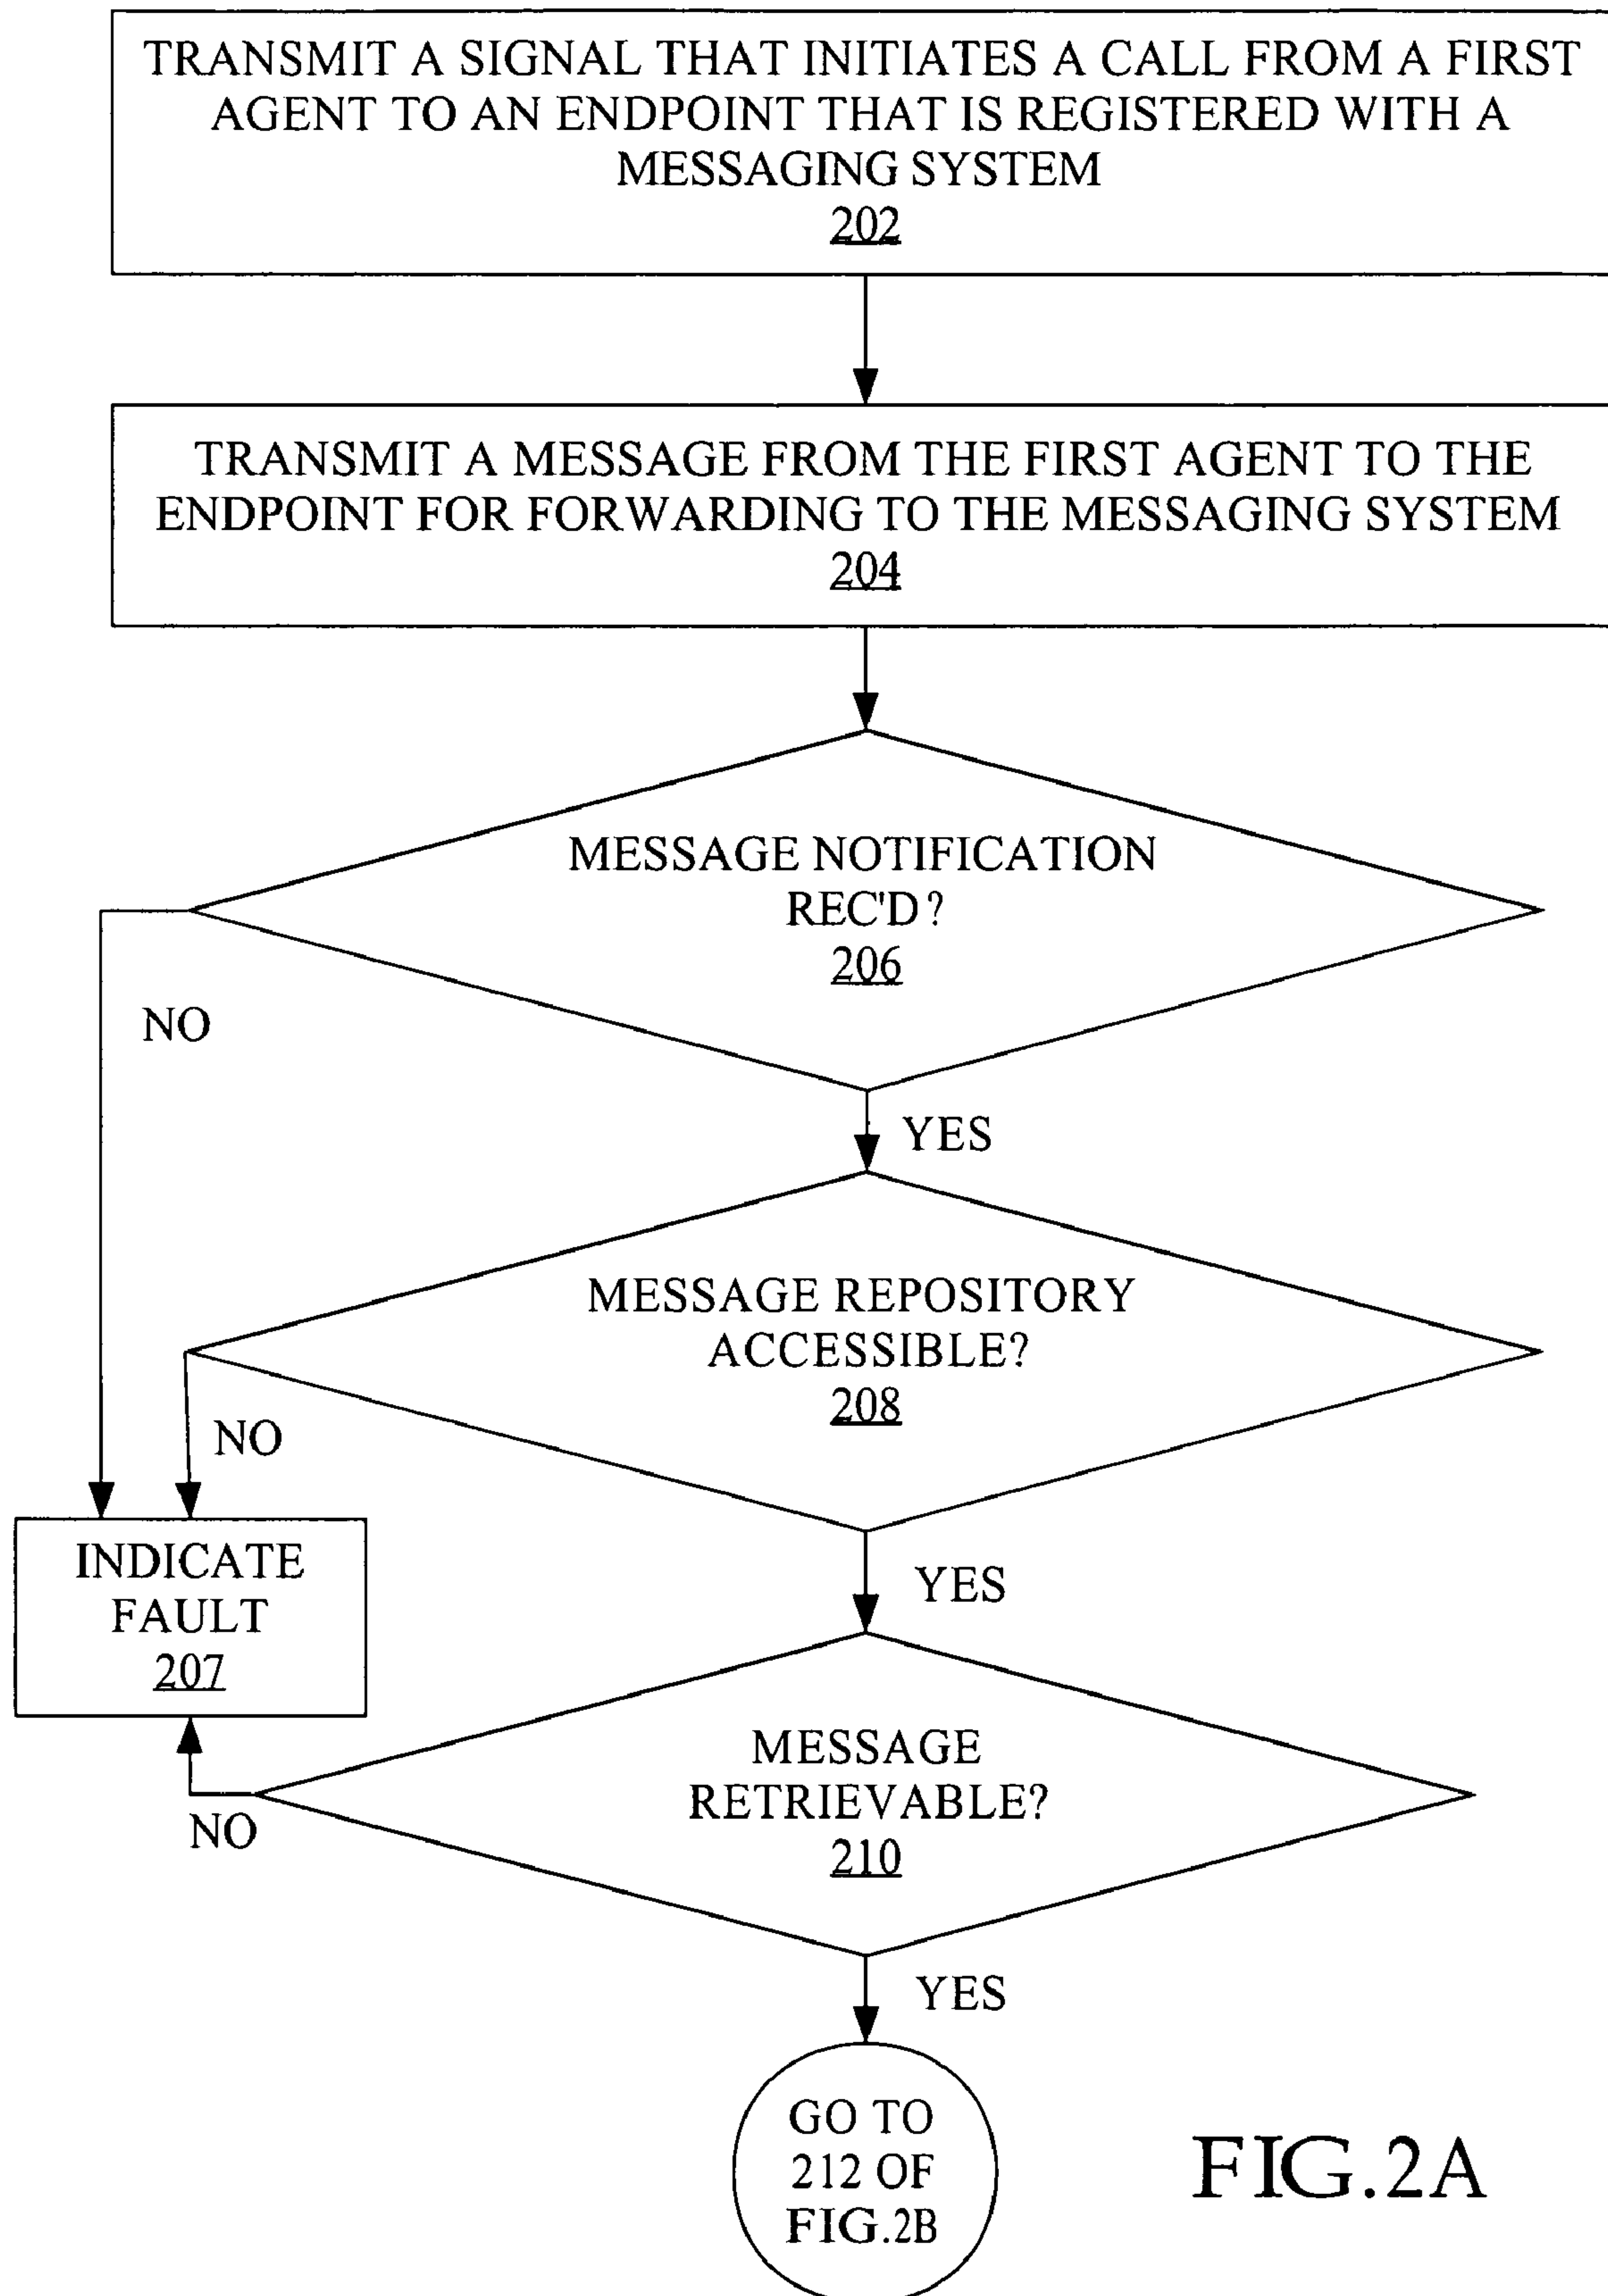 TRANSMIT A SIGNAL THAT INITIATES A CALL FROM A FIRST
AGENT TO AN ENDPOINT THAT IS REGISTERED WITH A
MESSAGING SYSTEM
202
TRANSMIT A MESSAGE FROM THE FIRST AGENT TO THE
ENDPOINT FOR FORWARDING TO THE MESSAGING SYSTEM
204
MESSAGE NOTIFICATION
REC'D?
206
NO
YES
MESSAGE REPOSITORY
ACCESSIBLE?
208
NO
YES
INDICATE
FAULT
207
MESSAGE
RETRIEVABLE?
210
NO
YES
GO TO
212 OF
FIG.2B
FIG.2A